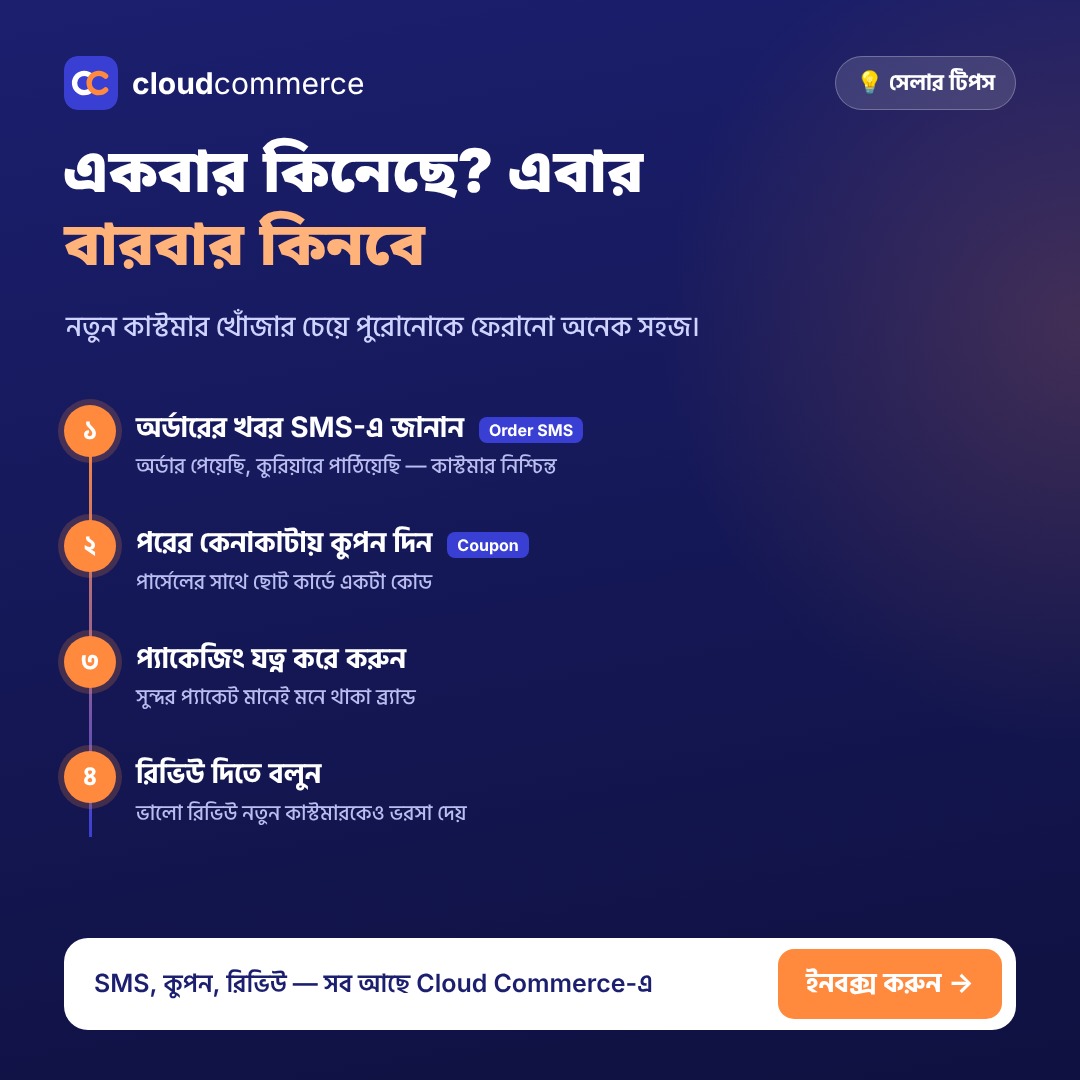 cloudcommerce
💡 সেলার টিপস
একবার কিনেছে? এবার
বারবার কিনবে
নতুন কাস্টমার খোঁজার চেয়ে পুরোনোকে ফেরানো অনেক সহজ।
১
অর্ডারের খবর SMS-এ জানান Order SMS
অর্ডার পেয়েছি, কুরিয়ারে পাঠিয়েছি — কাস্টমার নিশ্চিন্ত
২
পরের কেনাকাটায় কুপন দিন Coupon
পার্সেলের সাথে ছোট কার্ডে একটা কোড
৩
প্যাকেজিং যত্ন করে করুন
সুন্দর প্যাকেট মানেই মনে থাকা ব্র্যান্ড
৪
রিভিউ দিতে বলুন
ভালো রিভিউ নতুন কাস্টমারকেও ভরসা দেয়
SMS, কুপন, রিভিউ — সব আছে Cloud Commerce-এ
ইনবক্স করুন →